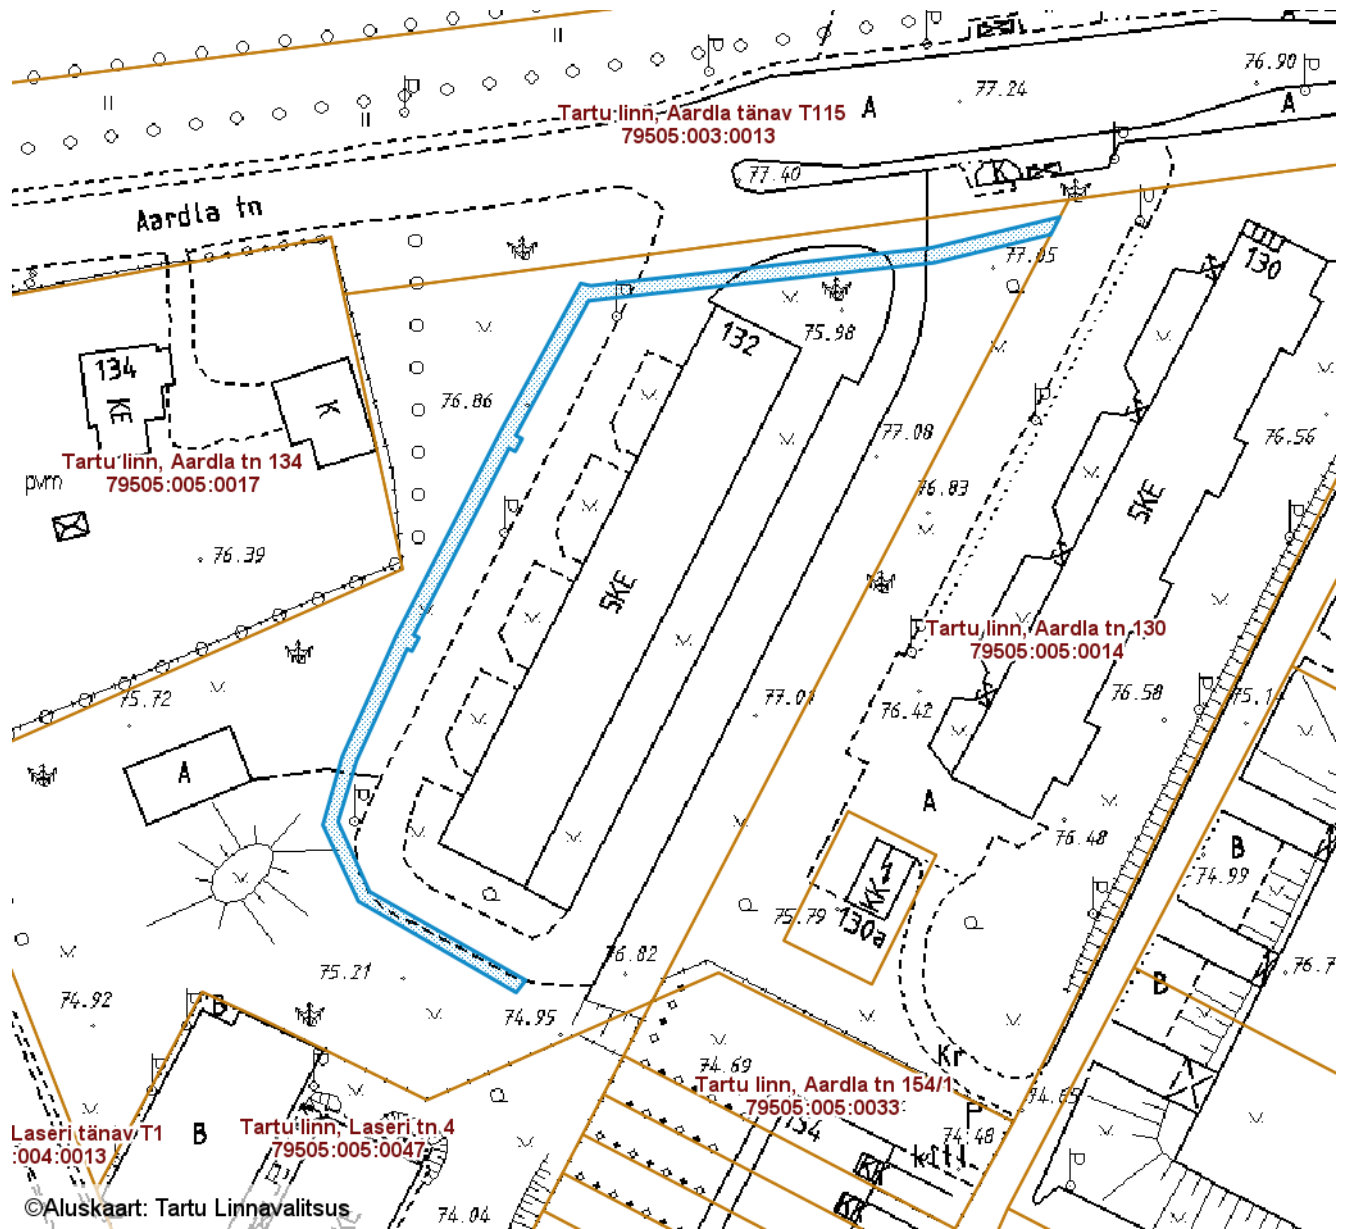 76.90
77.24
Tartu linn, Aardla tänav T115
79505:003:0013
A
A
77.40
K
Aardla tn
77.05
130
132
75.98
134
KE
K
76.86
77.08
76.56
Tartu linn, Aardla tn 134
79505:005:0017
pvm
76.83
5KE
76.39
5KE
Tartu linn, Aardla tn 130
79505:005:0014
75.72
76.42
76.58
A
A
76.48
B
74.99
KK
130a
75.79
75.21
76.82
74.92
B
74.95
B
Kr
74.69
Tartu linn, Aardla tn 154/1
79505:005:0033
P
74.48
Laseri tänav T1
:004:0013
B
Tartu linn, Laseri tn 4
79505:005:0047
KK
KK
74.04
©Aluskaart: Tartu Linnavalitsus